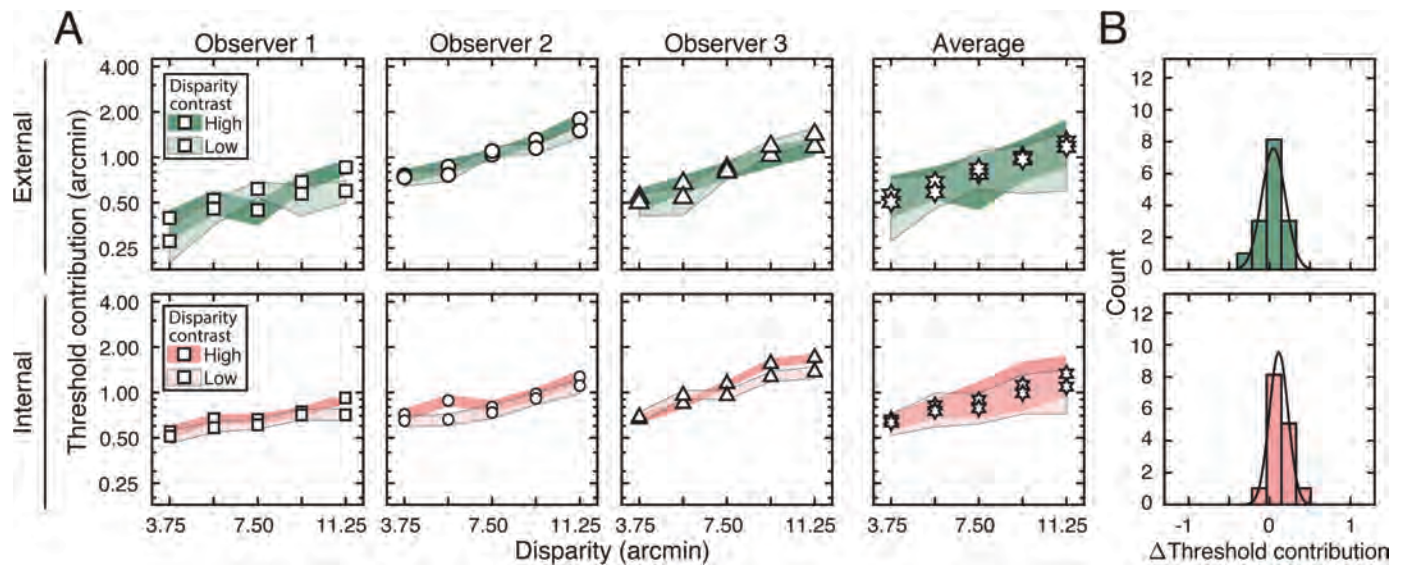 A
B
Observer 1
Observer 2
Observer 3
Average
External
Internal
Threshold contribution (arcmin)
4.00
2.00
1.00
0.50
0.25
Disparity
contrast
High
Low
4.00
2.00
1.00
0.50
0.25
Disparity
contrast
High
Low
3.75 7.50 11.25
3.75 7.50 11.25
3.75 7.50 11.25
3.75 7.50 11.25
Disparity (arcmin)
Count
12
10
8
6
4
2
0
12
10
8
6
4
2
0
-1 0 1
ΔThreshold contribution